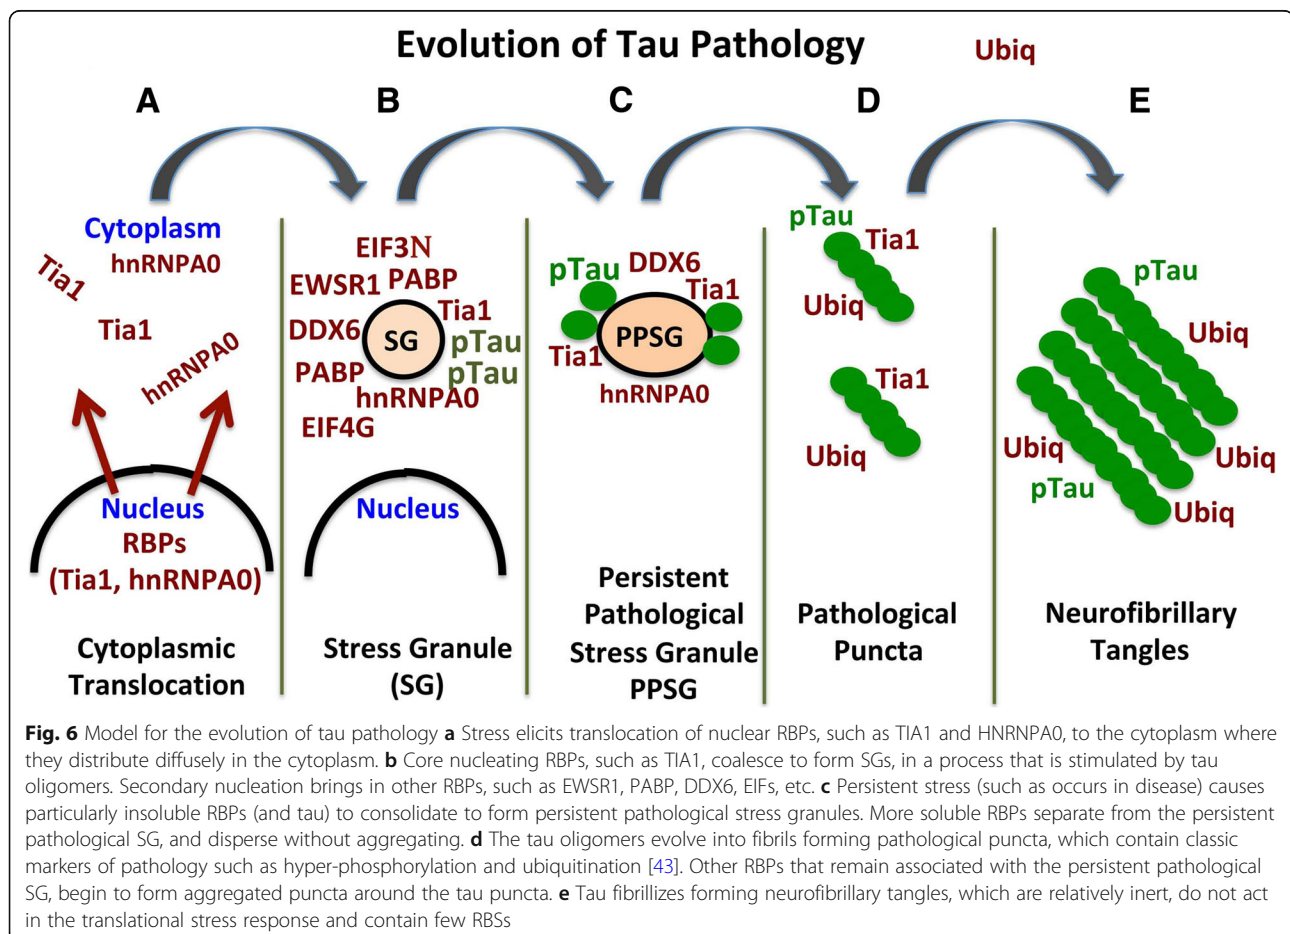 Evolution of Tau Pathology
Ubiq
A
B
C
D
E
Cytoplasm
hnRNPA0
Tia1
Tia1
hnRNPA0
Nucleus
RBPs
(Tia1, hnRNPA0)
Cytoplasmic
Translocation
EIF3N
EWSR1 PABP
Tia1
DDX6
SG
pTau
pTau
PABP
hnRNPA0
EIF4G
Nucleus
Stress Granule
(SG)
pTau DDX6
Tia1
PPSG
Tia1
hnRNPA0
Persistent
Pathological
Stress Granule
PPSG
pTau
Tia1
Ubiq
Tia1
Ubiq
Pathological
Puncta
pTau
Ubiq
Ubiq
Ubiq
pTau
Ubiq
Neurofibrillary
Tangles
Fig. 6 Model for the evolution of tau pathology a Stress elicits translocation of nuclear RBPs, such as TIA1 and HNRNPA0, to the cytoplasm where
they distribute diffusely in the cytoplasm. b Core nucleating RBPs, such as TIA1, coalesce to form SGs, in a process that is stimulated by tau
oligomers. Secondary nucleation brings in other RBPs, such as EWSR1, PABP, DDX6, EIFs, etc. c Persistent stress (such as occurs in disease) causes
particularly insoluble RBPs (and tau) to consolidate to form persistent pathological stress granules. More soluble RBPs separate from the persistent
pathological SG, and disperse without aggregating. d The tau oligomers evolve into fibrils forming pathological puncta, which contain classic
markers of pathology such as hyper-phosphorylation and ubiquitination [43]. Other RBPs that remain associated with the persistent pathological
SG, begin to form aggregated puncta around the tau puncta. e Tau fibrillizes forming neurofibrillary tangles, which are relatively inert, do not act
in the translational stress response and contain few RBSs